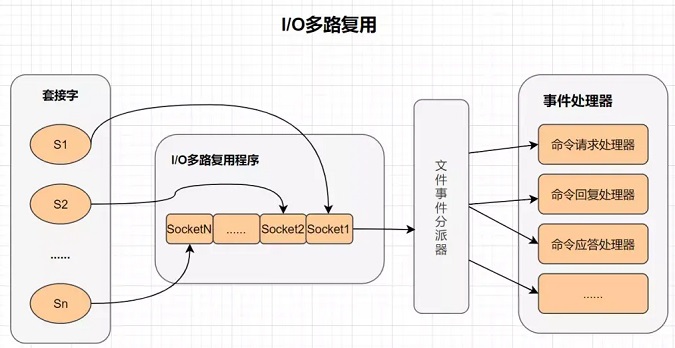 I/O多路复用
套接字
S1
S2
......
Sn
I/O多路复用程序
SocketN
......
Socket2
Socket1
文件事件分派器
事件处理器
命令请求处理器
命令回复处理器
命令应答处理器
......